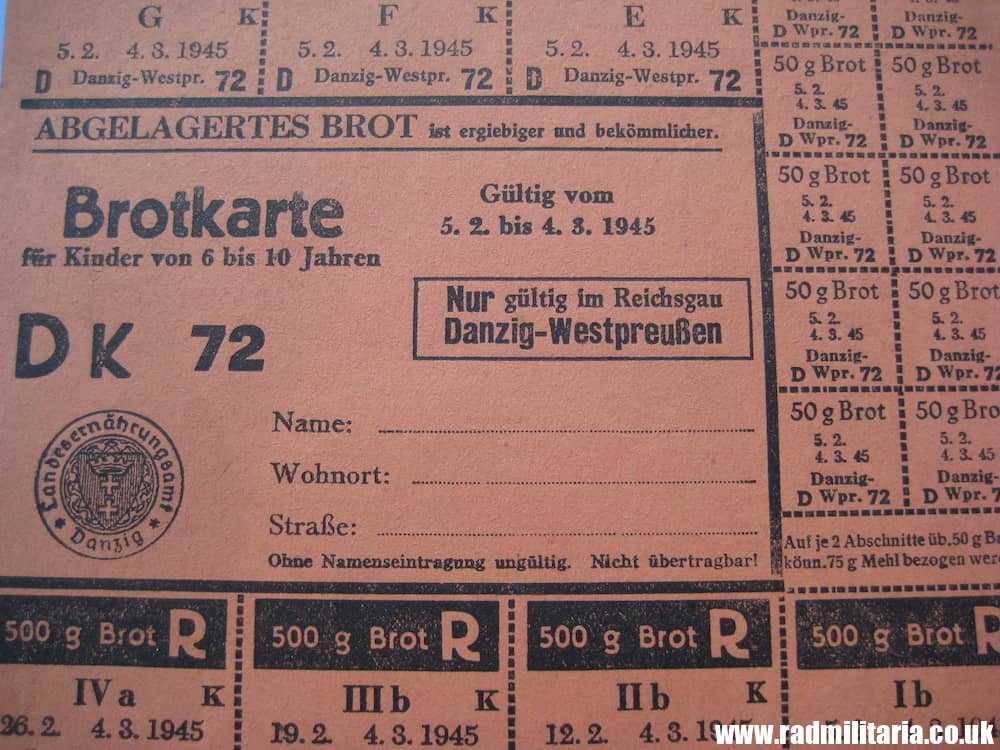 G K
5. 2. 4. 3. 1945
D Danzig-Westpr. 72
F K
5. 2. 4. 3. 1945
D Danzig-Westpr. 72
E K
5. 2. 4. 3. 1945
D Danzig-Westpr. 72
ABGELAGERTES BROT ist ergiebiger und bekömmlicher.
Brotkarte
für Kinder von 6 bis 10 Jahren
Gültig vom
5. 2. bis 4. 3. 1945
Nur gültig im Reichsgau
Danzig-Westpreußen
D K 72
Landesernährungsamt
Danzig
Name:
Wohnort:
Straße:
Ohne Namenseintragung ungültig. Nicht übertragbar!
Danzig-
D Wpr. 72
Danzig-
D Wpr. 72
50 g Brot
5. 2.
4. 3. 45
Danzig-
D Wpr. 72
50 g Brot
5. 2.
4. 3. 45
Danzig-
D Wpr. 72
50 g Brot
5. 2.
4. 3. 45
Danzig-
D Wpr. 72
50 g Brot
5. 2.
4. 3. 45
Danzig-
D Wpr. 72
50 g Brot
5. 2.
4. 3. 45
Danzig-
D Wpr. 72
50 g Brot
5. 2.
4. 3. 45
Danzig-
D Wpr. 72
50 g Brot
5. 2.
4. 3. 45
Danzig-
D Wpr. 72
50 g Bro
5. 2.
4. 3. 45
Danzig-
D Wpr. 7
Auf je 2 Abschnitte üb. 50 g B
könn. 75 g Mehl bezogen wer
500 g Brot R
IV a K
26. 2. 4. 3. 1945
500 g Brot R
III b K
19. 2. 4. 3. 1945
500 g Brot R
II b K
12. 2. 4. 3. 1945
500 g Brot R
I b
www.radmilitaria.co.uk